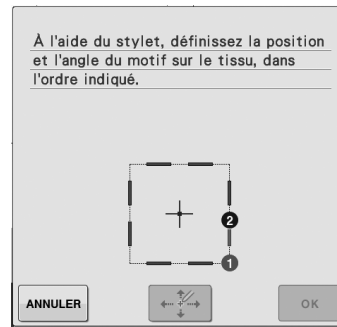 À l'aide du stylet, définissez la position
et l'angle du motif sur le tissu, dans
l'ordre indiqué.
2
1
ANNULER
OK